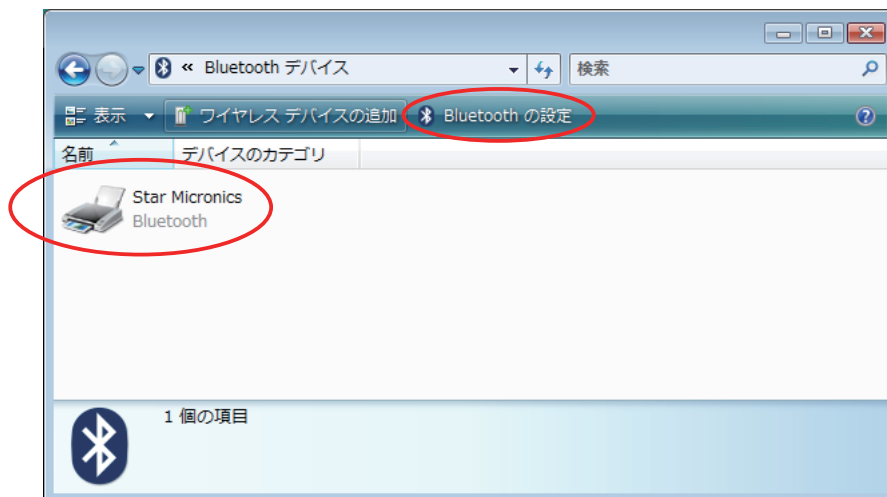 « Bluetooth デバイス
検索
表示
ワイヤレス デバイスの追加
Bluetooth の設定
名前
デバイスのカテゴリ
Star Micronics
Bluetooth
1 個の項目